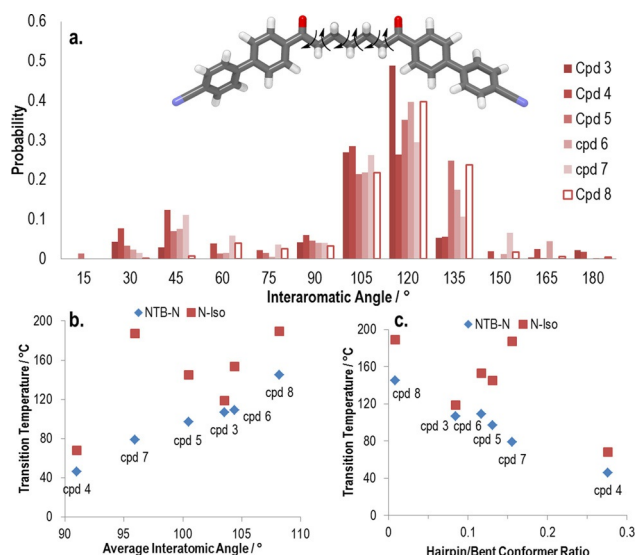 a.
0.6
0.5
0.4
0.3
0.2
0.1
0
Probability
Cpd 3
Cpd 4
Cpd 5
cpd 6
cpd 7
Cpd 8
15 30 45 60 75 90 105 120 135 150 165 180
Interaromatic Angle / °
b.
NTB-N N-Iso
200
160
120
80
40
0
Transition Temperature / °C
cpd 4
cpd 7
cpd 5
cpd 3
cpd 6
cpd 8
90 95 100 105 110
Average Interatomic Angle / °
c.
NTB-N N-Iso
200
160
120
80
40
0
Transition Temperature / °C
cpd 8
cpd 3
cpd 6
cpd 5
cpd 7
cpd 4
0 0.1 0.2 0.3
Hairpin/Bent Conformer Ratio